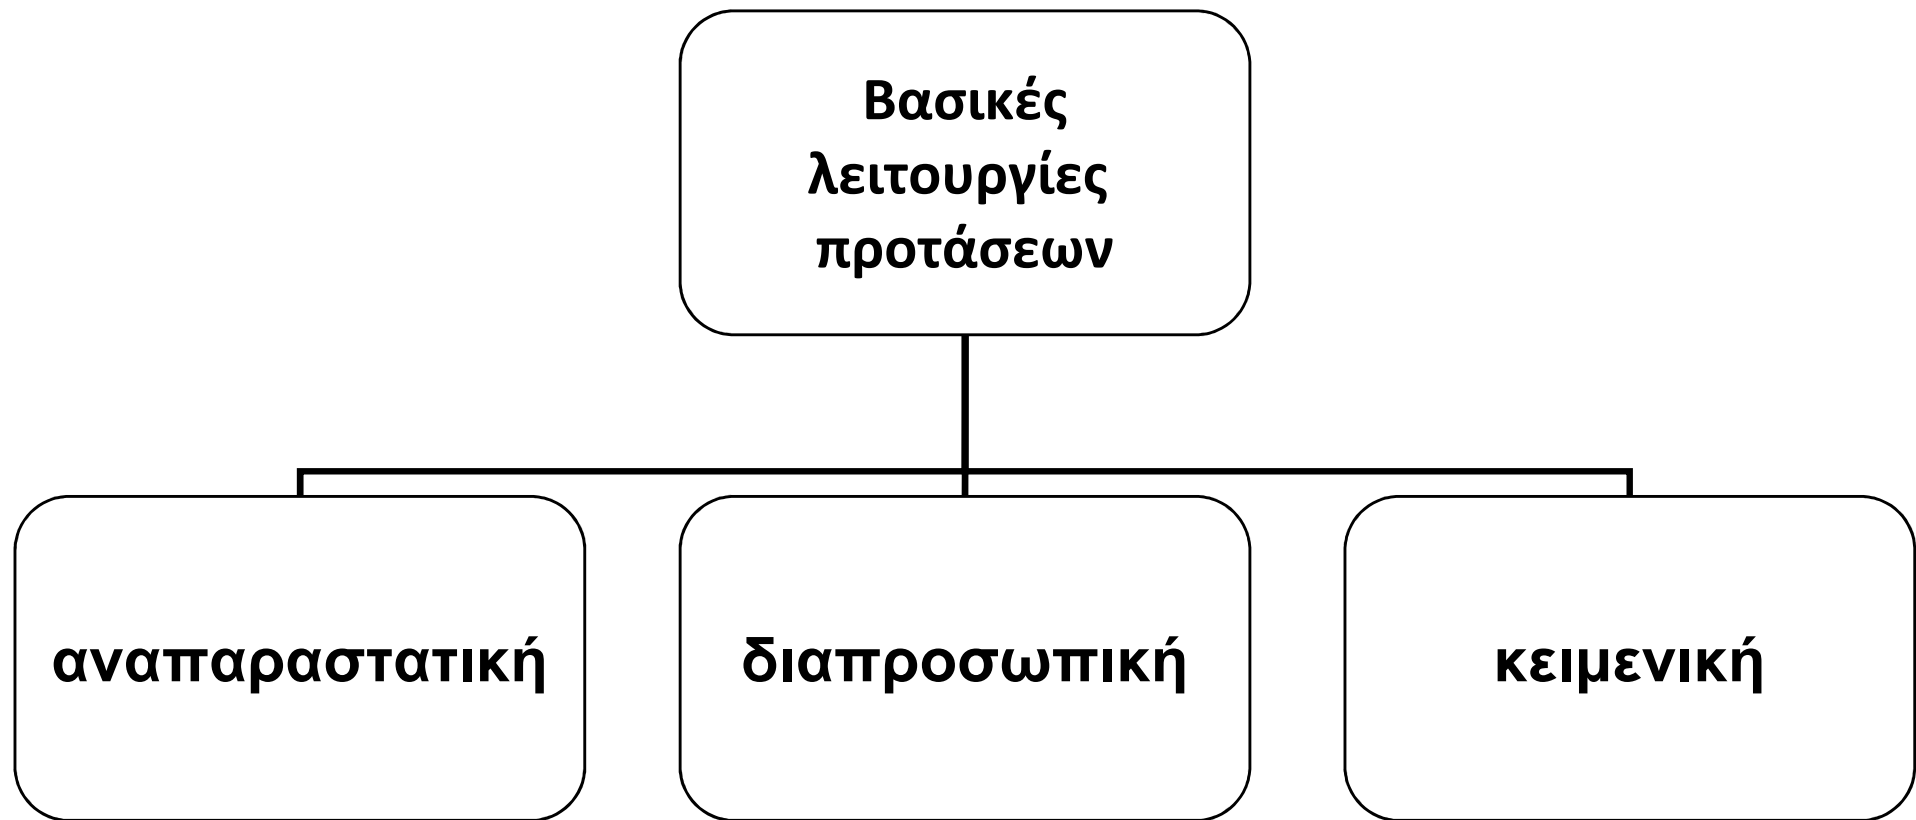 Βασικές
λειτουργίες
προτάσεων
αναπαραστατική
διαπροσωπική
κειμενική